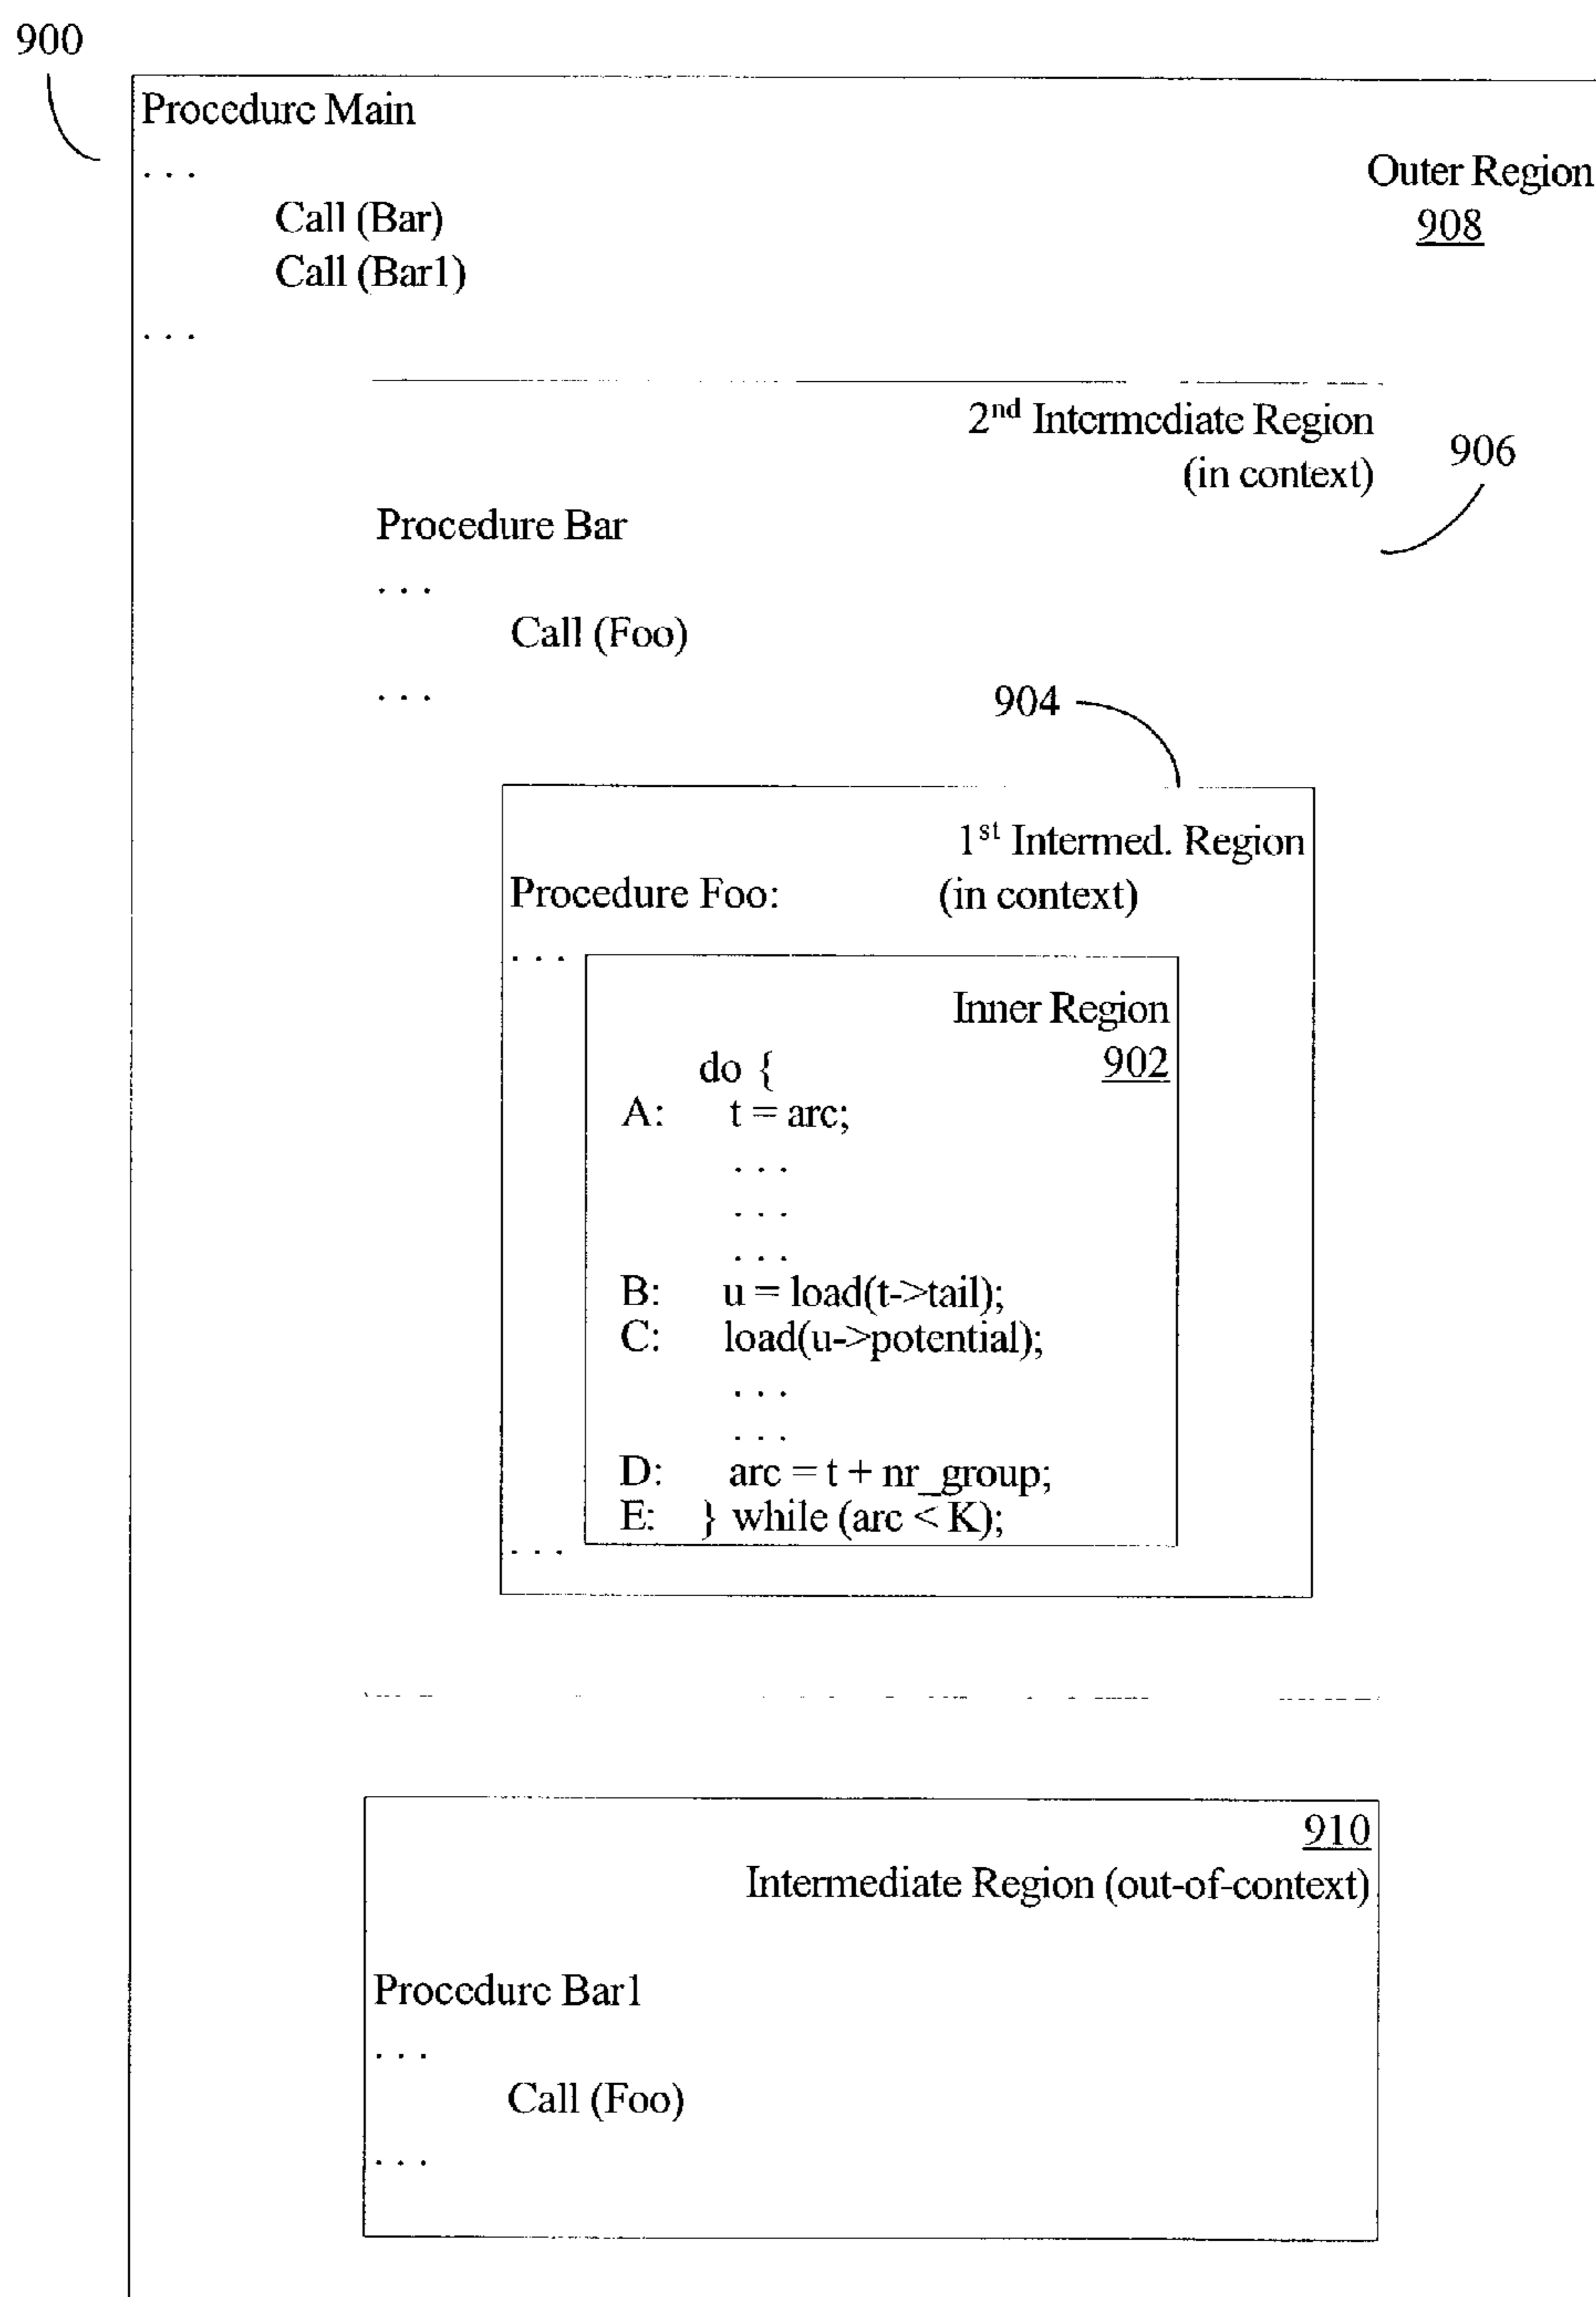 900
Procedure Main
. . .
Outer Region
908
Call (Bar)
Call (Bar1)
. . .
2nd Intermediate Region
(in context)
906
Procedure Bar
. . .
Call (Foo)
. . .
904
1st Intermed. Region
Procedure Foo: (in context)
. . .
Inner Region
902
do {
A: t = arc;
. . .
. . .
. . .
B: u = load(t->tail);
C: load(u->potential);
. . .
. . .
D: arc = t + nr_group;
E: } while (arc < K);
. . .
910
Intermediate Region (out-of-context)
Procedure Bar1
. . .
Call (Foo)
. . .